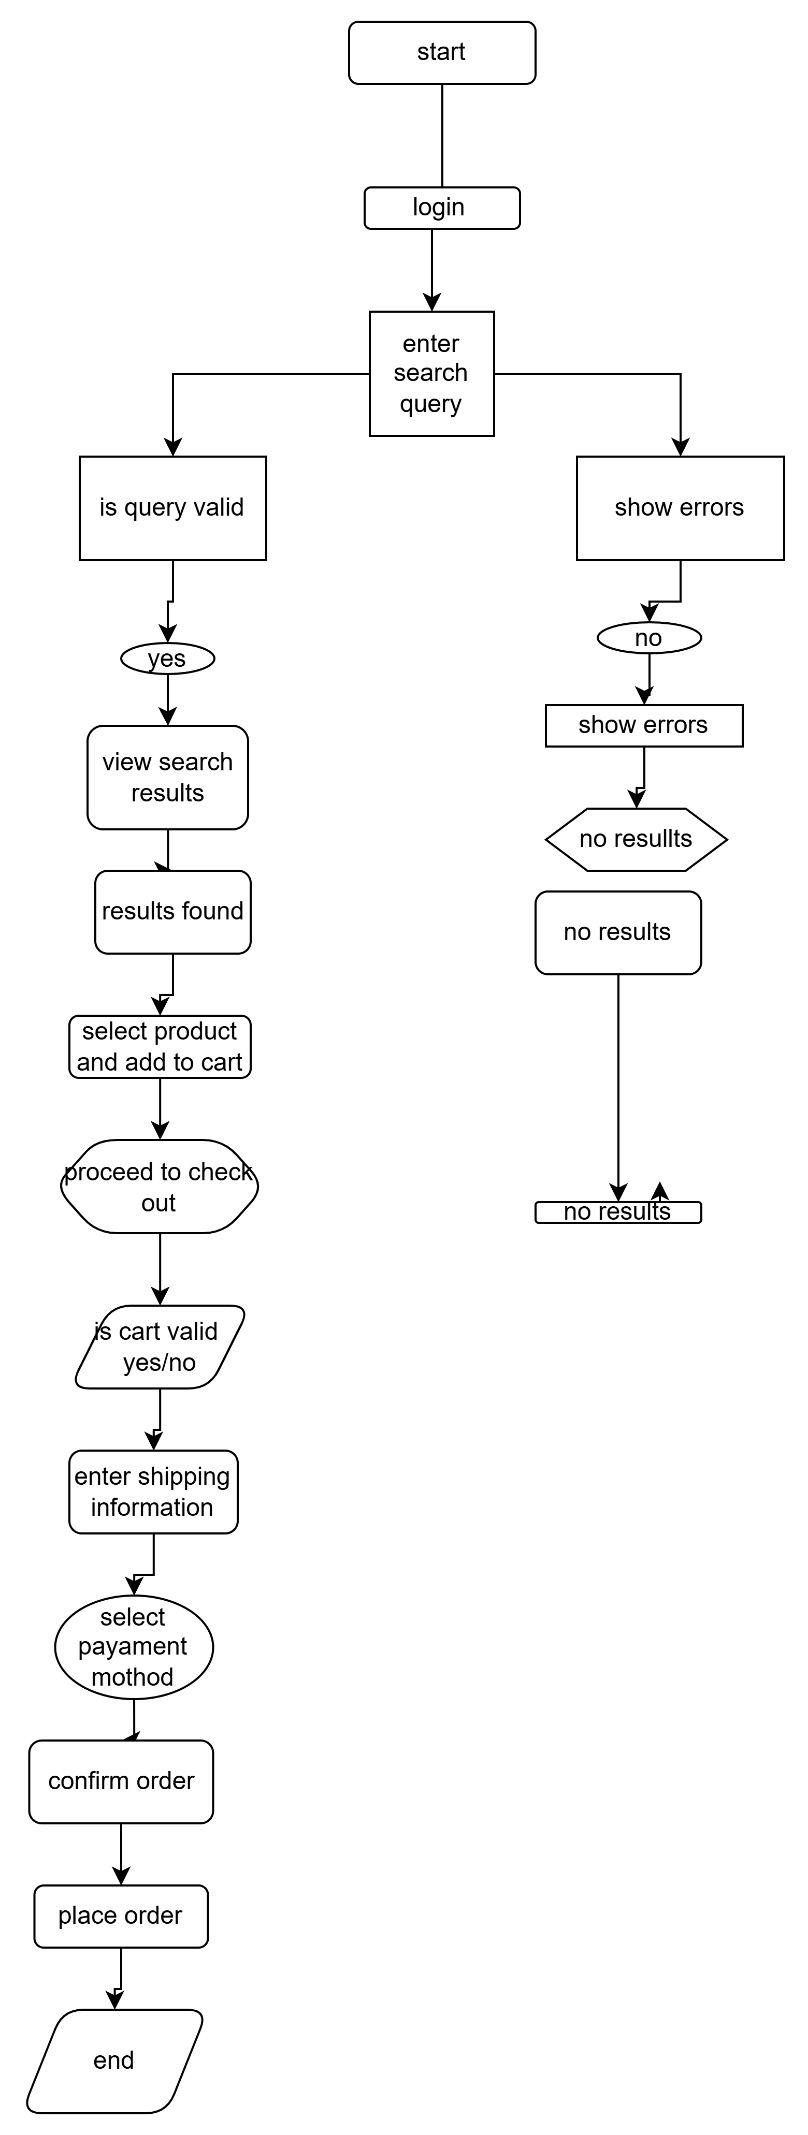 start
login
enter
search
query
is query valid
show errors
yes
no
view search
results
show errors
results found
no resullts
no results
select product
and add to cart
proceed to check
out
no results
is cart valid
yes/no
enter shipping
information
select
payament
mothod
confirm order
place order
end